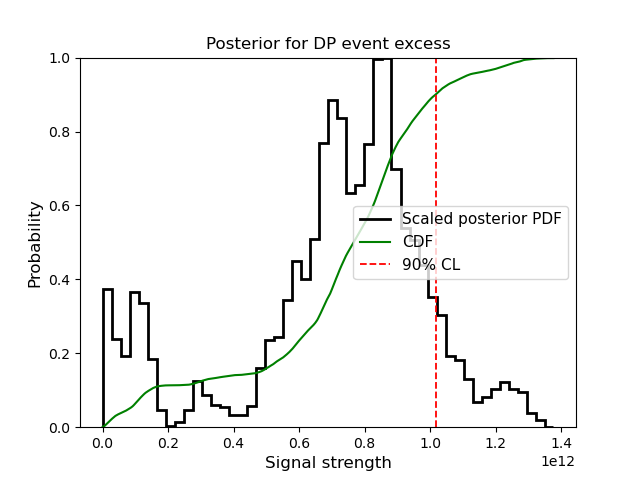 Posterior for DP event excess
Probability
1.0
0.8
0.6
0.4
0.2
0.0
Scaled posterior PDF
CDF
90% CL
0.0 0.2 0.4 0.6 0.8 1.0 1.2 1.4
1e12
Signal strength